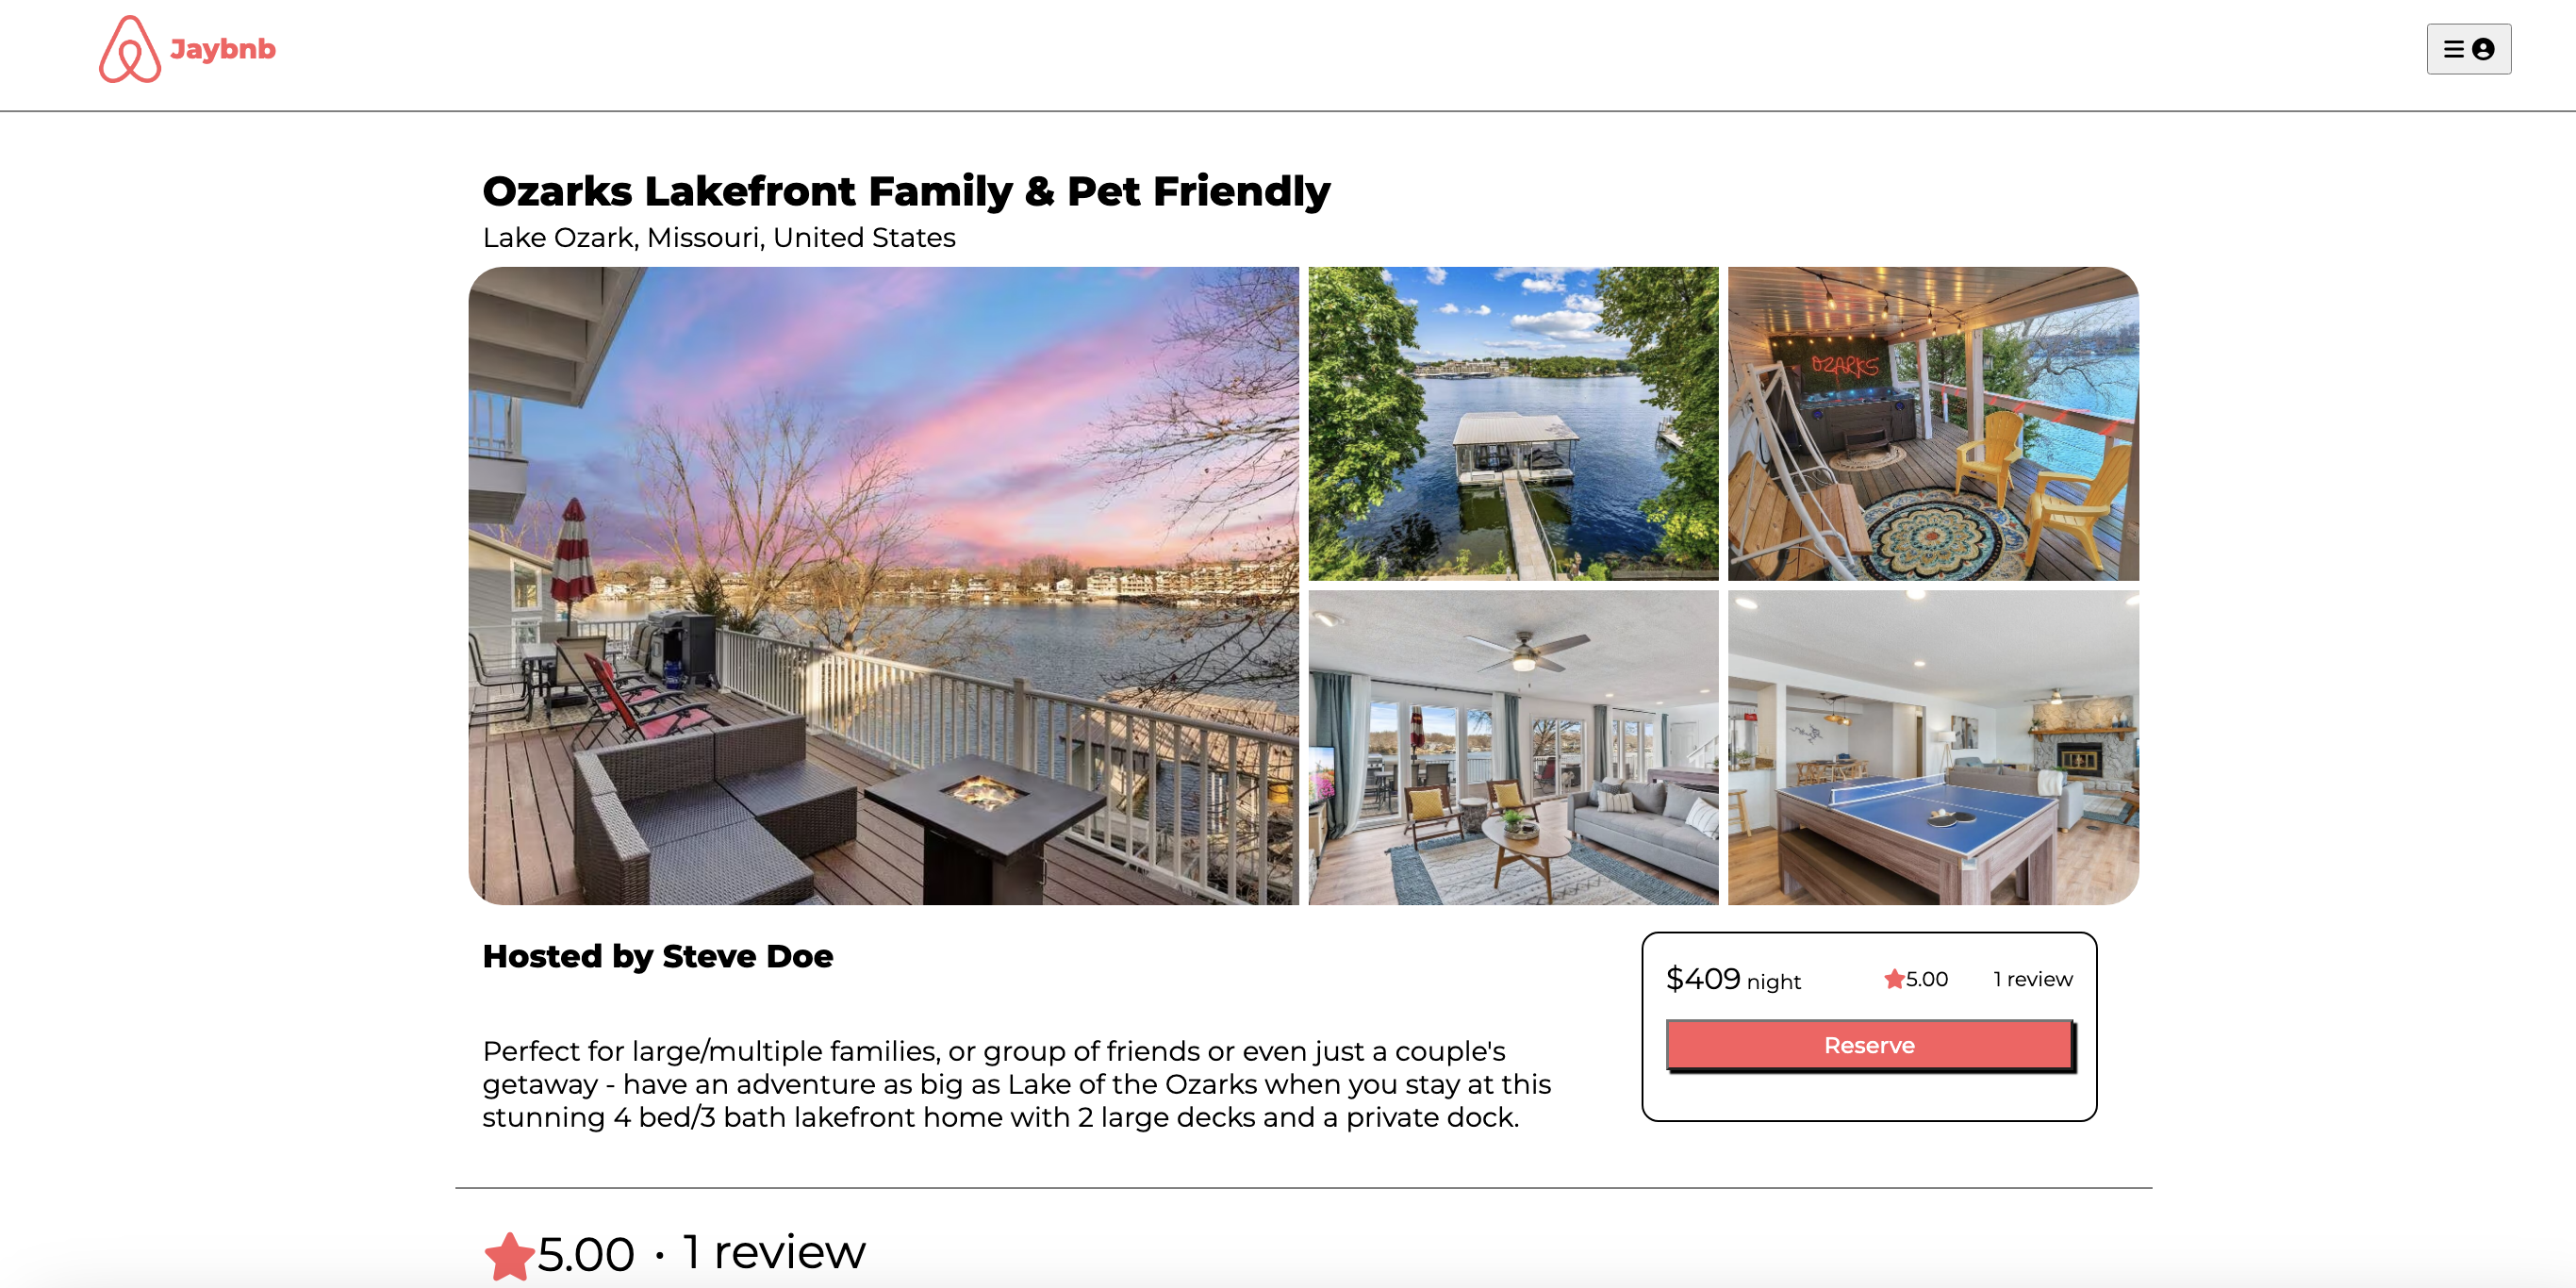 Jaybnb
Ozarks Lakefront Family & Pet Friendly
Lake Ozark, Missouri, United States
OZARKS
Hosted by Steve Doe
$409 night
5.00
1 review
Reserve
Perfect for large/multiple families, or group of friends or even just a couple's
getaway - have an adventure as big as Lake of the Ozarks when you stay at this
stunning 4 bed/3 bath lakefront home with 2 large decks and a private dock.
5.00 · 1 review